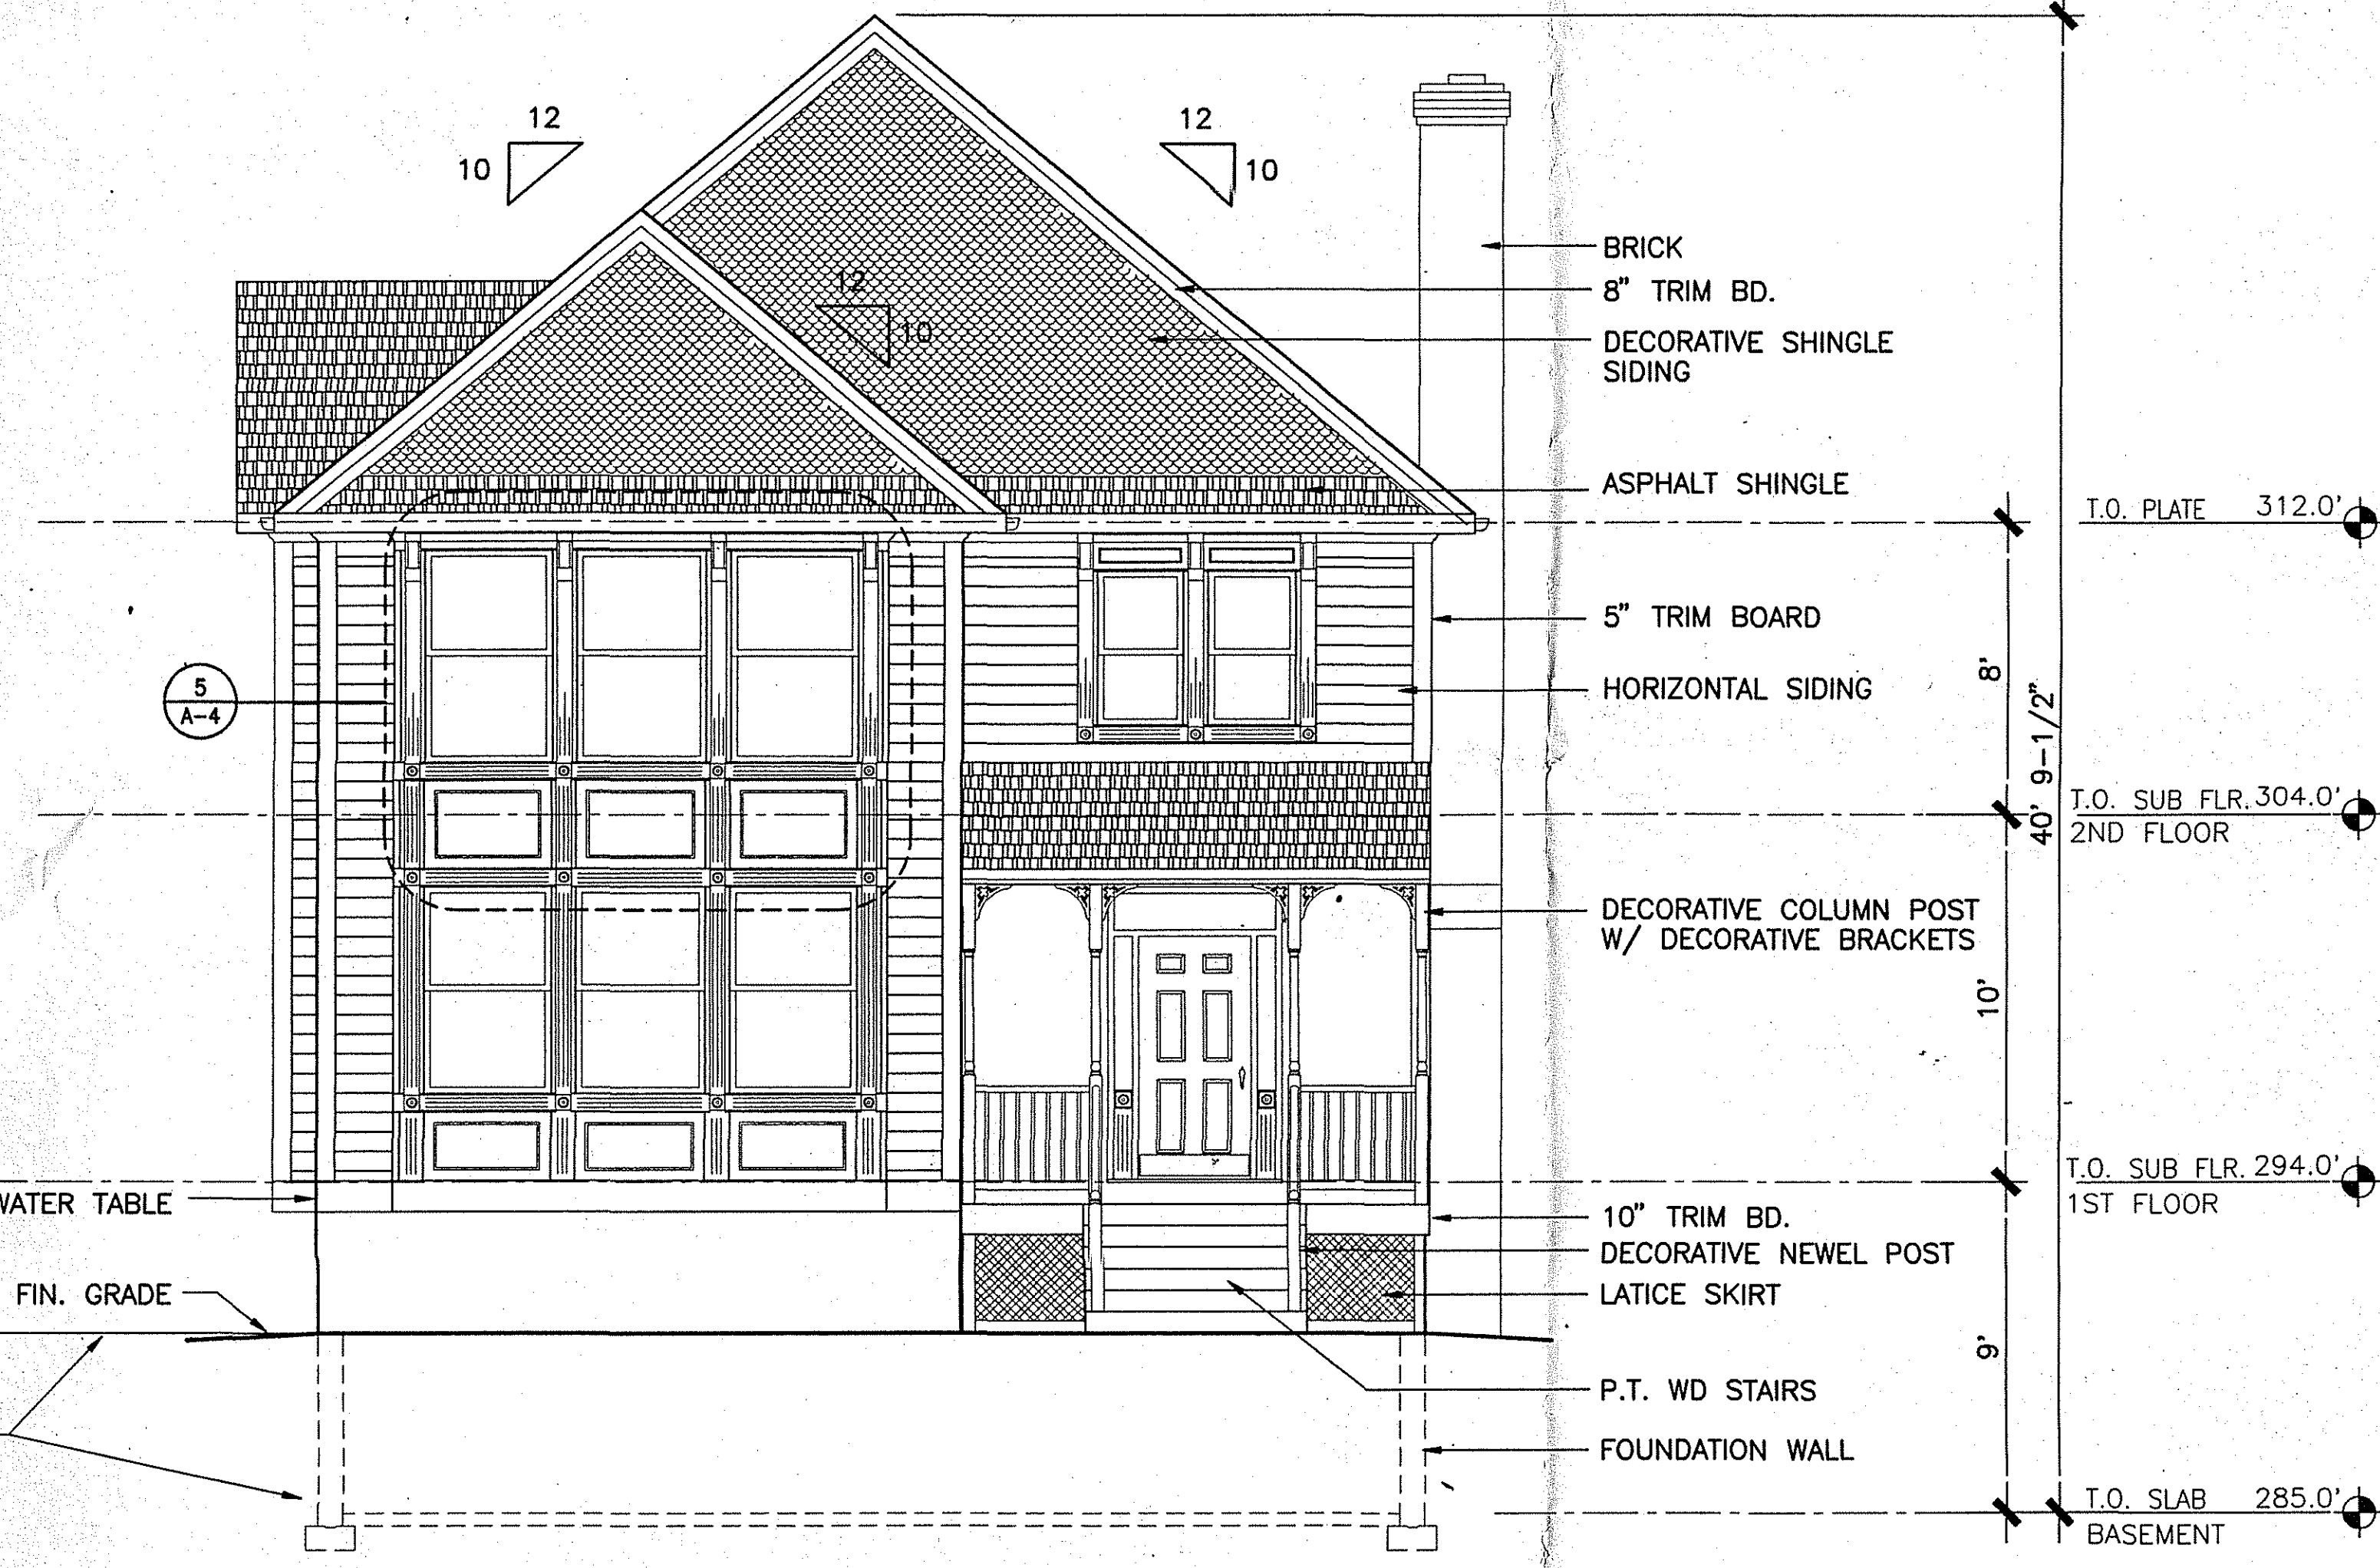 12
10
12
10
12
10
BRICK
8" TRIM BD.
DECORATIVE SHINGLE
SIDING
ASPHALT SHINGLE
T.O. PLATE 312.0'
5" TRIM BOARD
HORIZONTAL SIDING
5
A-4
8'
40' 9-1/2"
T.O. SUB FLR. 304.0'
2ND FLOOR
DECORATIVE COLUMN POST
W/ DECORATIVE BRACKETS
10'
T.O. SUB FLR. 294.0'
1ST FLOOR
WATER TABLE
10" TRIM BD.
DECORATIVE NEWEL POST
LATICE SKIRT
FIN. GRADE
9'
P.T. WD STAIRS
FOUNDATION WALL
T.O. SLAB 285.0'
BASEMENT